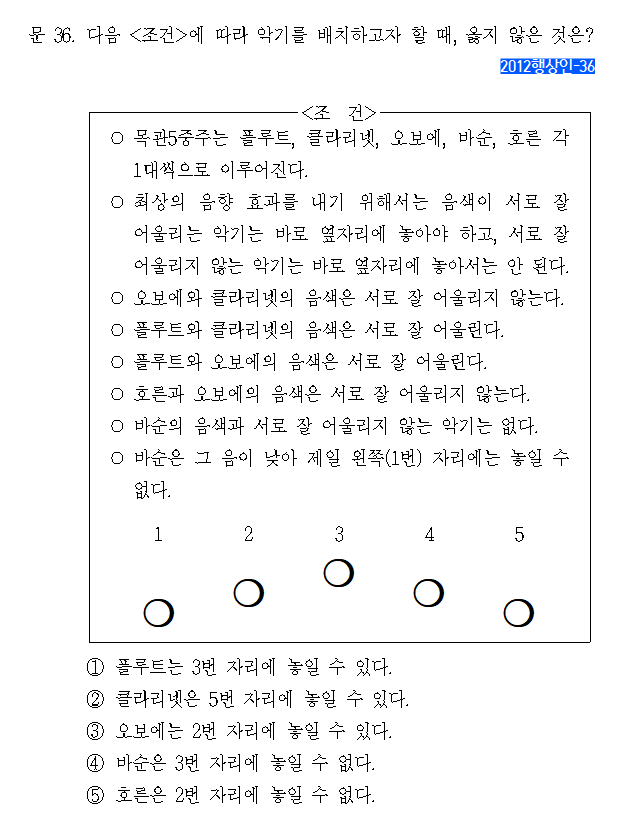 문 36. 다음 <조건>에 따라 악기를 배치하고자 할 때, 옳지 않은 것은?
2012행상인-36
<조 건>
○ 목관5중주는 플루트, 클라리넷, 오보에, 바순, 호른 각
1대씩으로 이루어진다.
○ 최상의 음향 효과를 내기 위해서는 음색이 서로 잘
어울리는 악기는 바로 옆자리에 놓아야 하고, 서로 잘
어울리지 않는 악기는 바로 옆자리에 놓아서는 안 된다.
○ 오보에와 클라리넷의 음색은 서로 잘 어울리지 않는다.
○ 플루트와 클라리넷의 음색은 서로 잘 어울린다.
○ 플루트와 오보에의 음색은 서로 잘 어울린다.
○ 호른과 오보에의 음색은 서로 잘 어울리지 않는다.
○ 바순의 음색과 서로 잘 어울리지 않는 악기는 없다.
○ 바순은 그 음이 낮아 제일 왼쪽(1번) 자리에는 놓일 수
없다.
1 2 3 4 5
① 플루트는 3번 자리에 놓일 수 있다.
② 클라리넷은 5번 자리에 놓일 수 있다.
③ 오보에는 2번 자리에 놓일 수 있다.
④ 바순은 3번 자리에 놓일 수 없다.
⑤ 호른은 2번 자리에 놓일 수 없다.